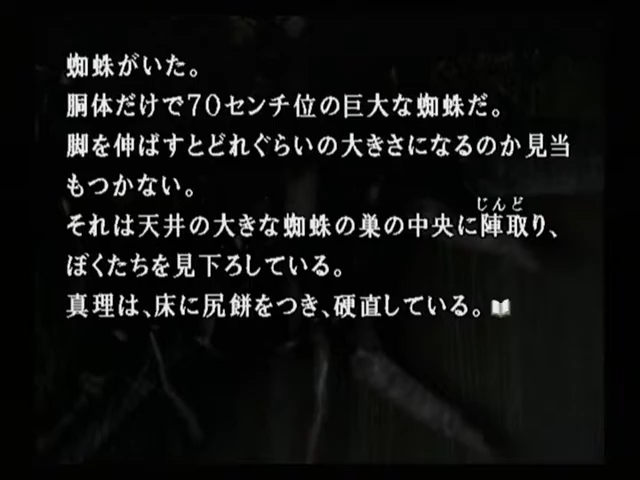 蜘蛛がいた。
胴体だけで70センチ位の巨大な蜘蛛だ。
脚を伸ばすとどれぐらいの大きさになるのか見当
もつかない。
じんど
それは天井の大きな蜘蛛の巣の中央に陣取り、
ぼくたちを見下ろしている。
真理は、床に尻餅をつき、硬直している。